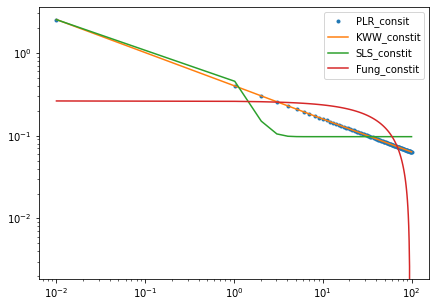 PLR_consit
KWW_constit
SLS_constit
Fung_constit
10⁰
10⁻¹
10⁻²
10⁻² 10⁻¹ 10⁰ 10¹ 10²